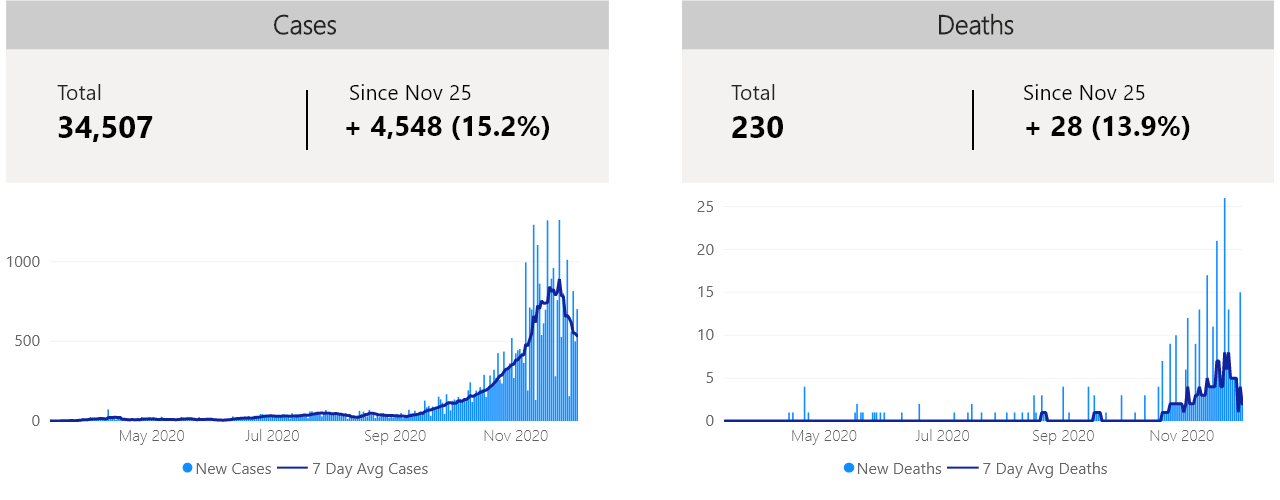 Cases
Total
34,507
Since Nov 25
+ 4,548 (15.2%)
1000
500
0
May 2020
Jul 2020
Sep 2020
Nov 2020
New Cases
7 Day Avg Cases
Deaths
Total
230
Since Nov 25
+ 28 (13.9%)
25
20
15
10
5
0
May 2020
Jul 2020
Sep 2020
Nov 2020
New Deaths
7 Day Avg Deaths